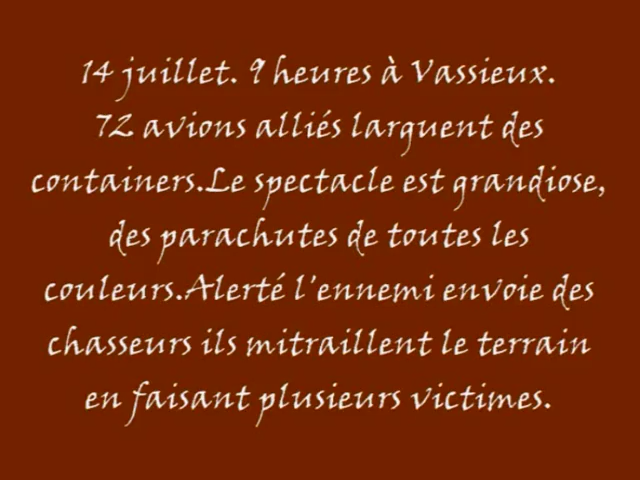 14 juillet. 9 heures à Vassieux.
72 avions alliés larguent des
containers.Le spectacle est grandiose,
des parachutes de toutes les
couleurs.Alerté l'ennemi envoie des
chasseurs ils mitraillent le terrain
en faisant plusieurs victimes.